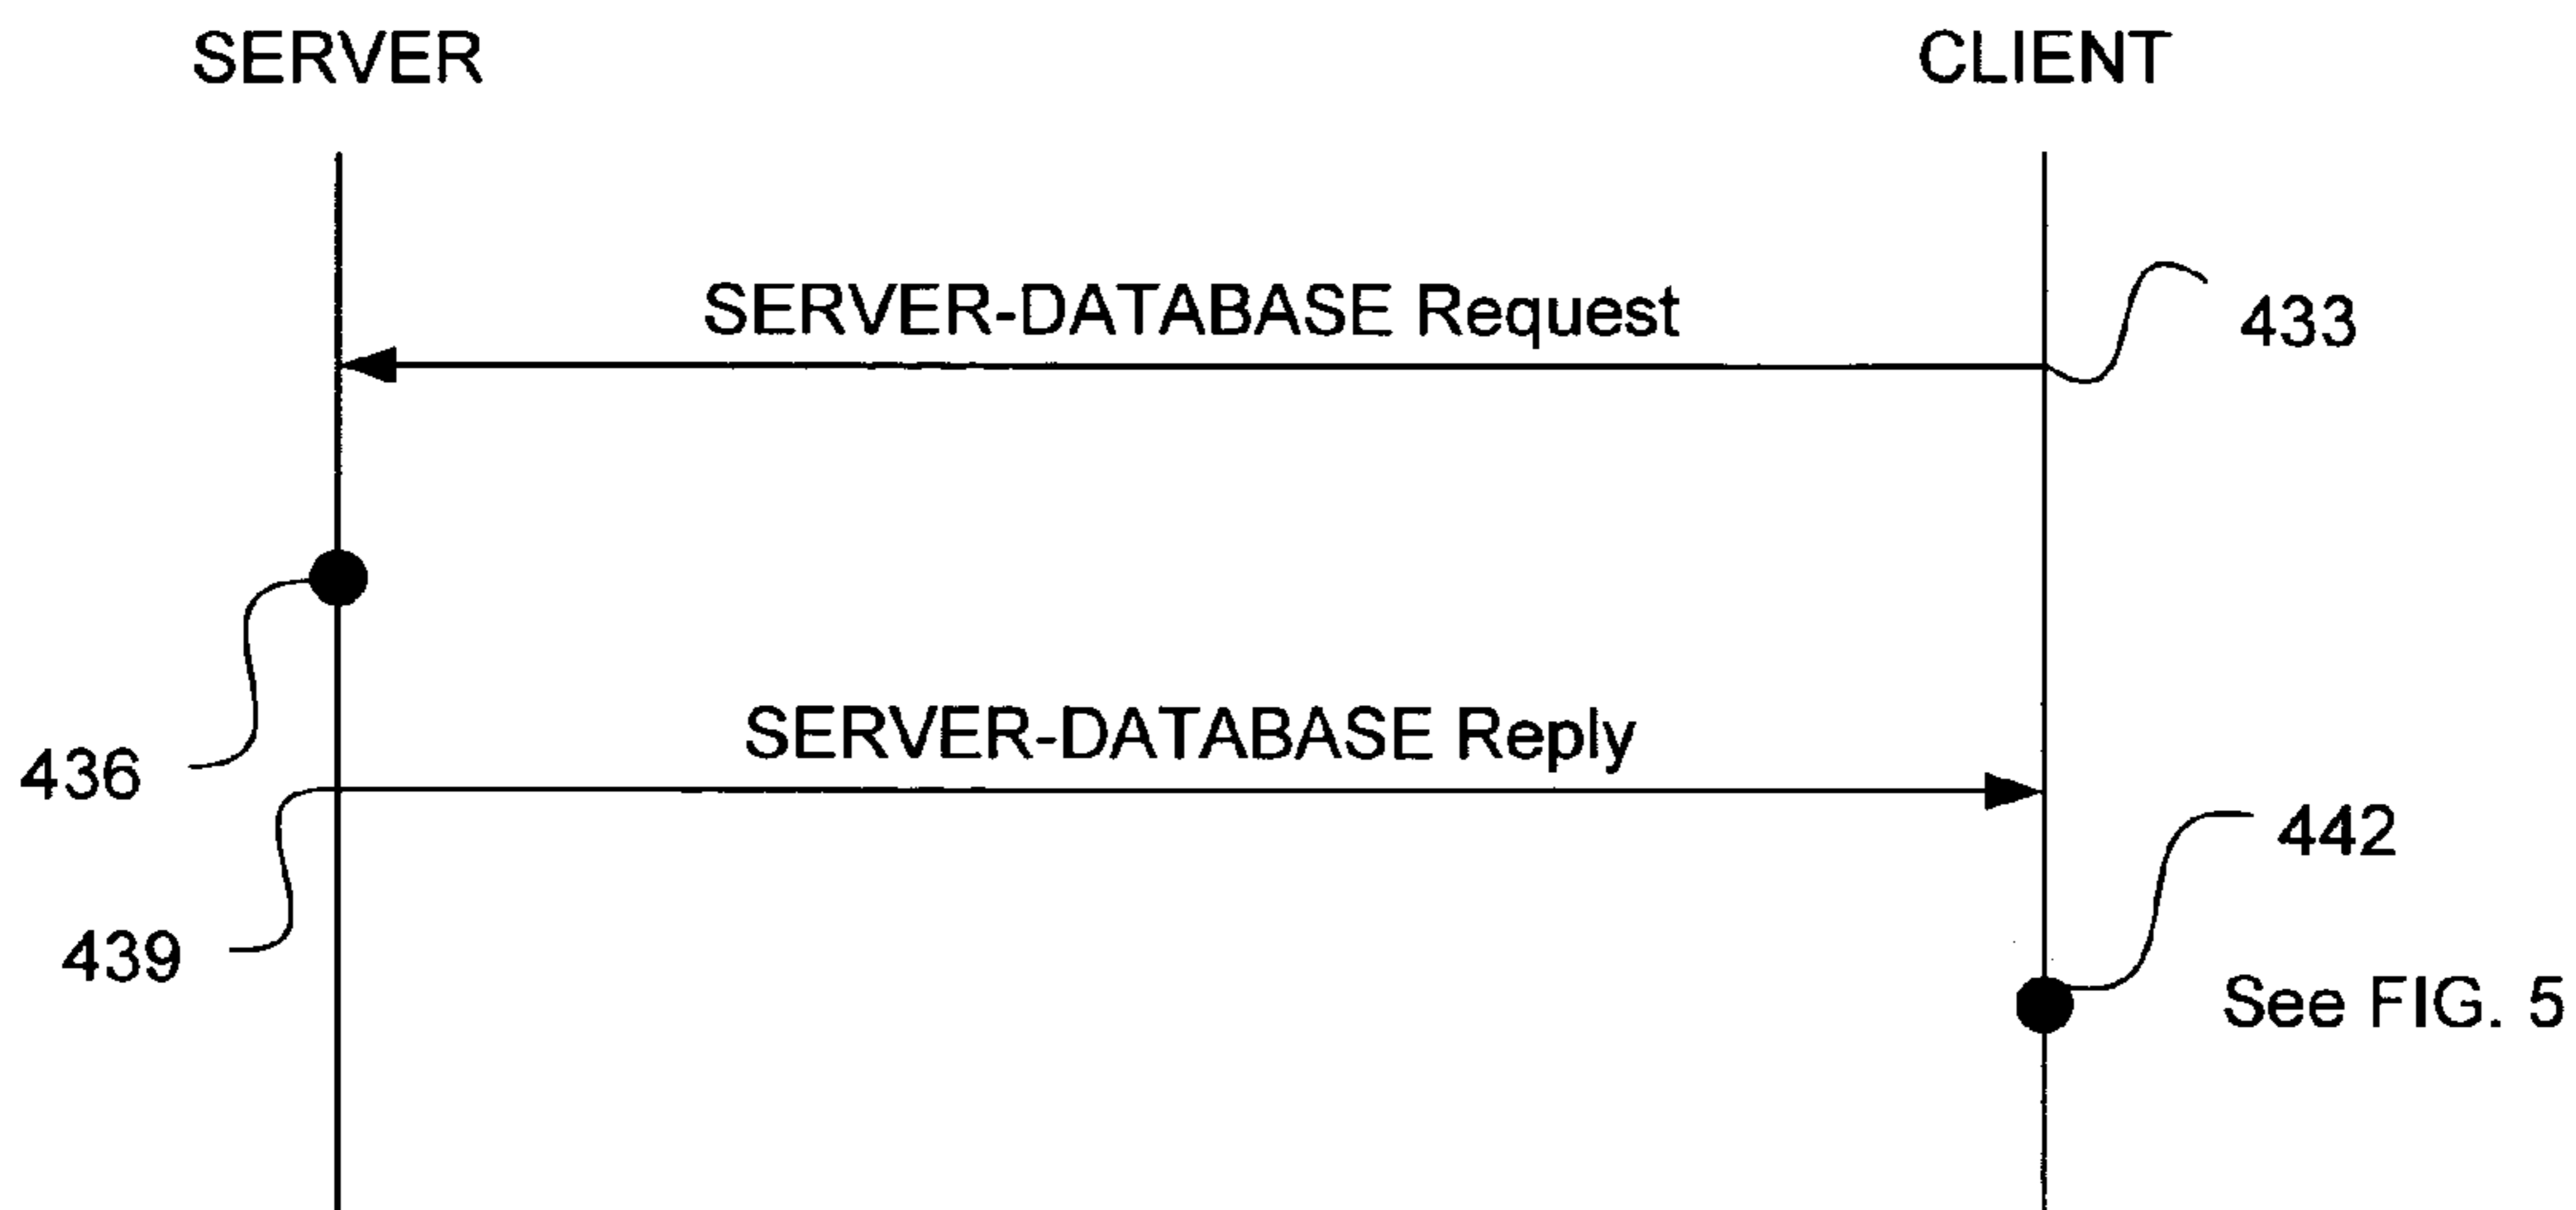 SERVER
CLIENT
SERVER-DATABASE Request
433
SERVER-DATABASE Reply
436
442
439
See FIG. 5